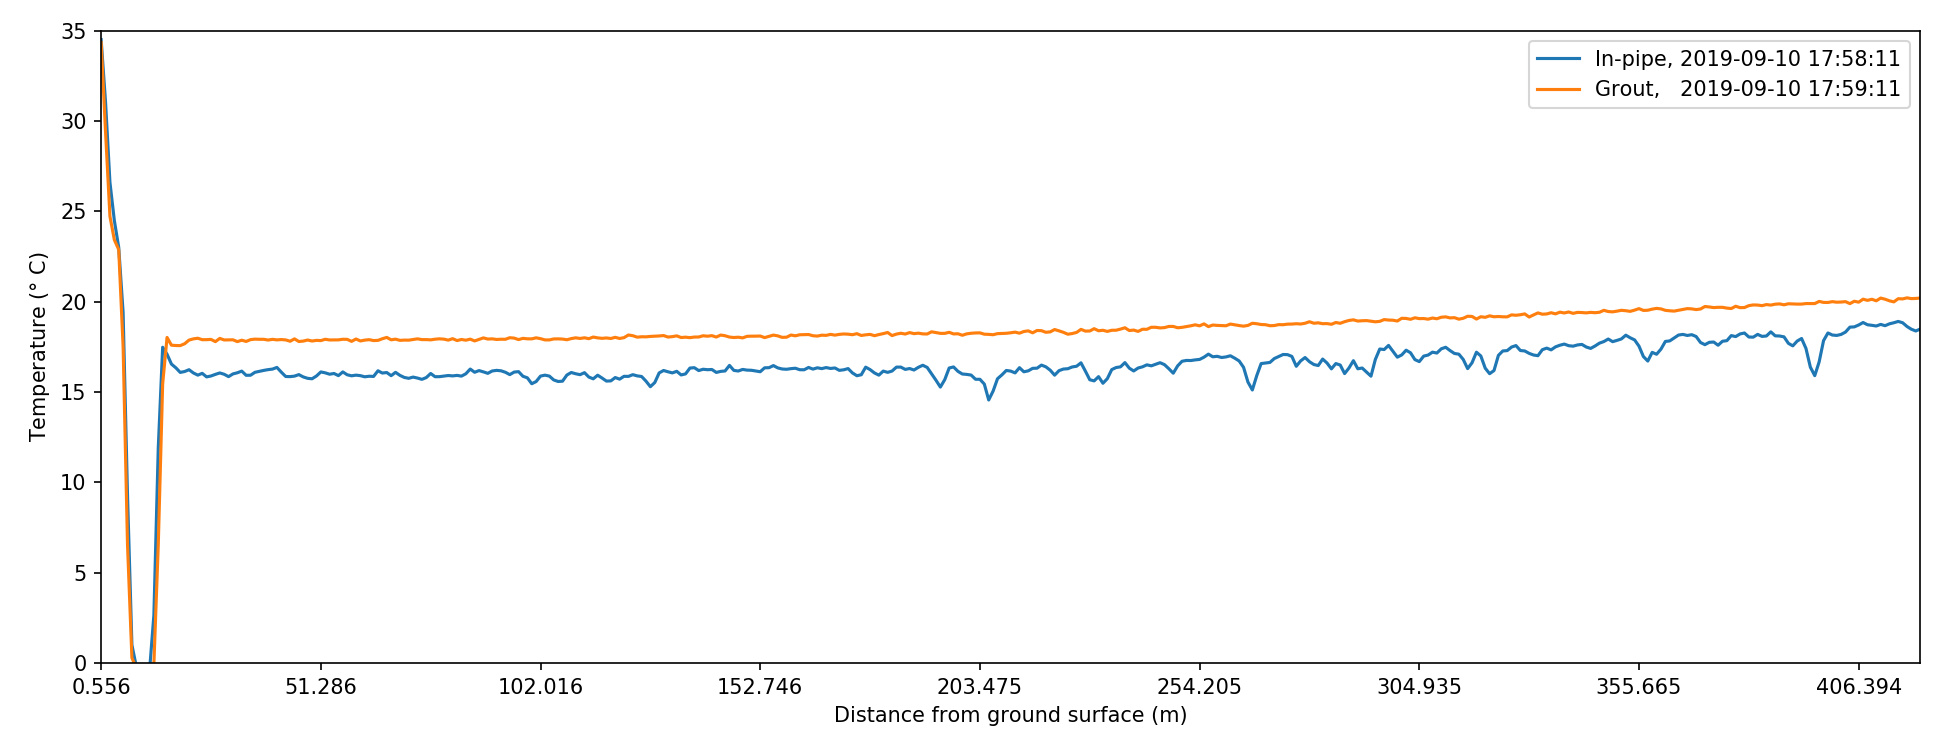 In-pipe, 2019-09-10 17:58:11
Grout, 2019-09-10 17:59:11
35
30
25
20
15
10
5
0
Temperature (° C)
0.556 51.286 102.016 152.746 203.475 254.205 304.935 355.665 406.394
Distance from ground surface (m)